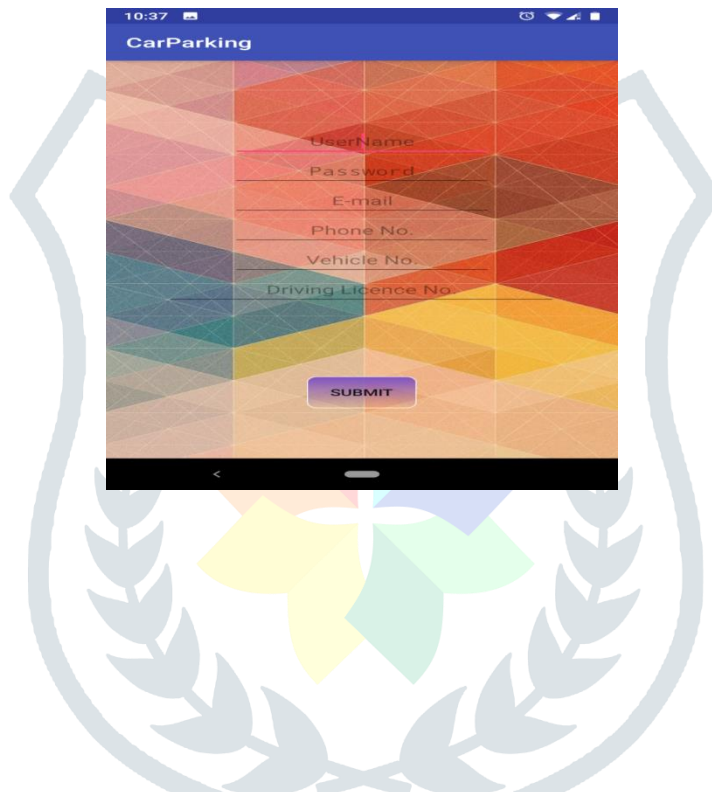 10:37
CarParking
UserName
Password
E-mail
Phone No.
Vehicle No.
Driving Licence No.
SUBMIT